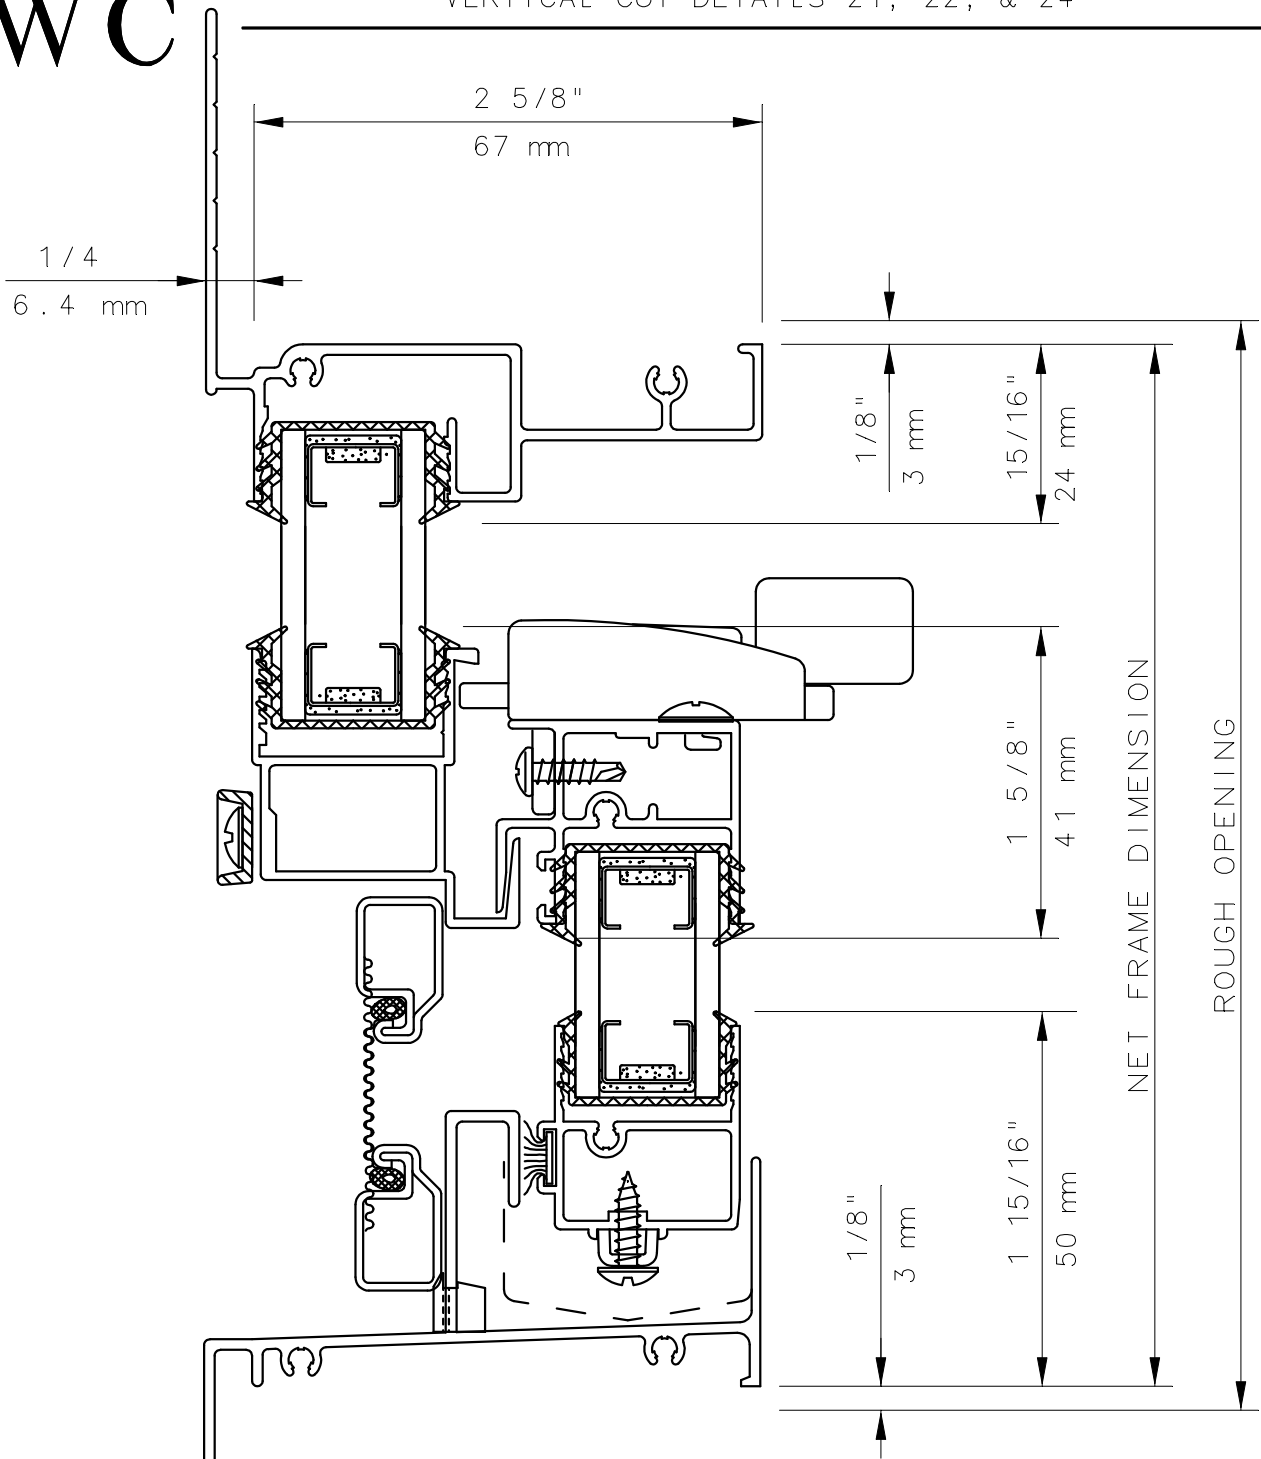 WC
VERTICAL CUT DETAILS 21, 22, & 24
2 5/8"
67 mm
1/4
6.4 mm
1/8"
3 mm
15/16"
24 mm
1 5/8"
41 mm
NET FRAME DIMENSION
ROUGH OPENING
1/8"
3 mm
1 15/16"
50 mm